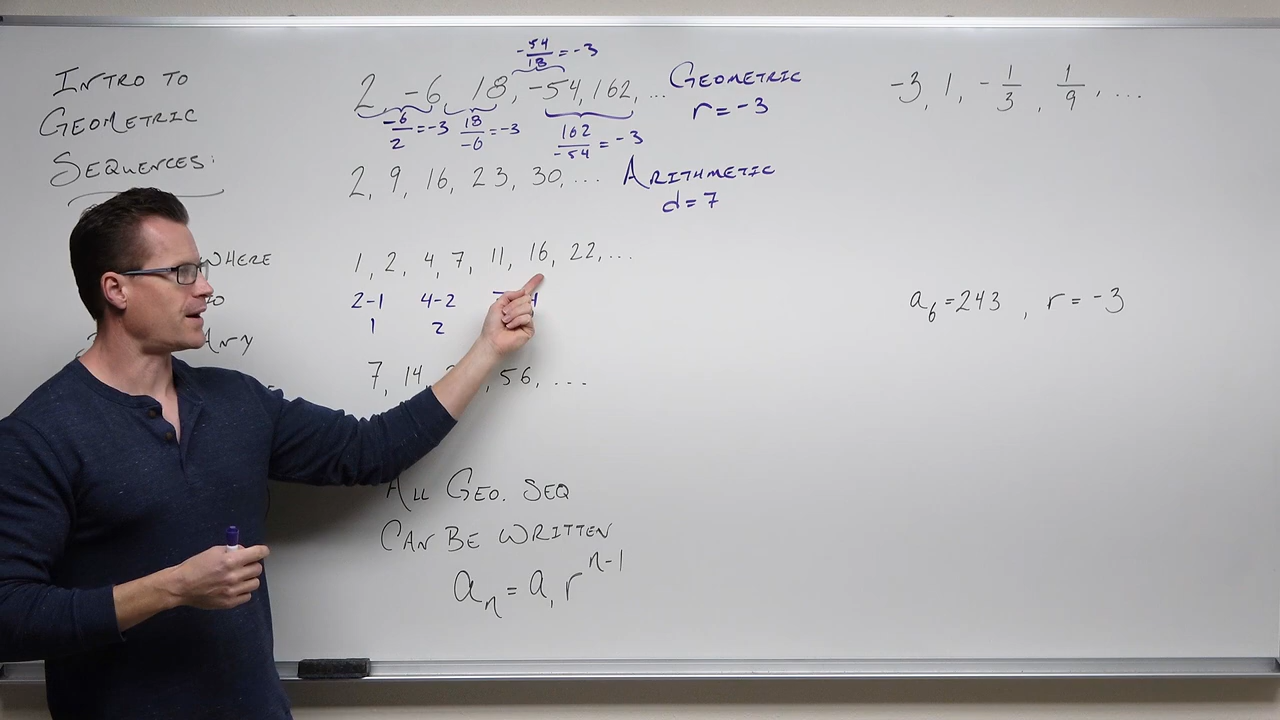 INTRO TO
GEOMETRIC
SEQUENCES:
WHERE
2, -6, 18, -54, 162, ...
-54/18 = -3
-6/2 = -3
18/-6 = -3
162/-54 = -3
GEOMETRIC
r = -3
2, 9, 16, 23, 30, ...
ARITHMETIC
d = 7
1, 2, 4, 7, 11, 16, 22, ...
2-1
4-2
1
2
7, 14,
, 56, ...
ALL GEO. SEQ
CAN BE WRITTEN
aₙ = a₁rⁿ⁻¹
-3, 1, -1/3, 1/9, ...
a₆ = 243, r = -3